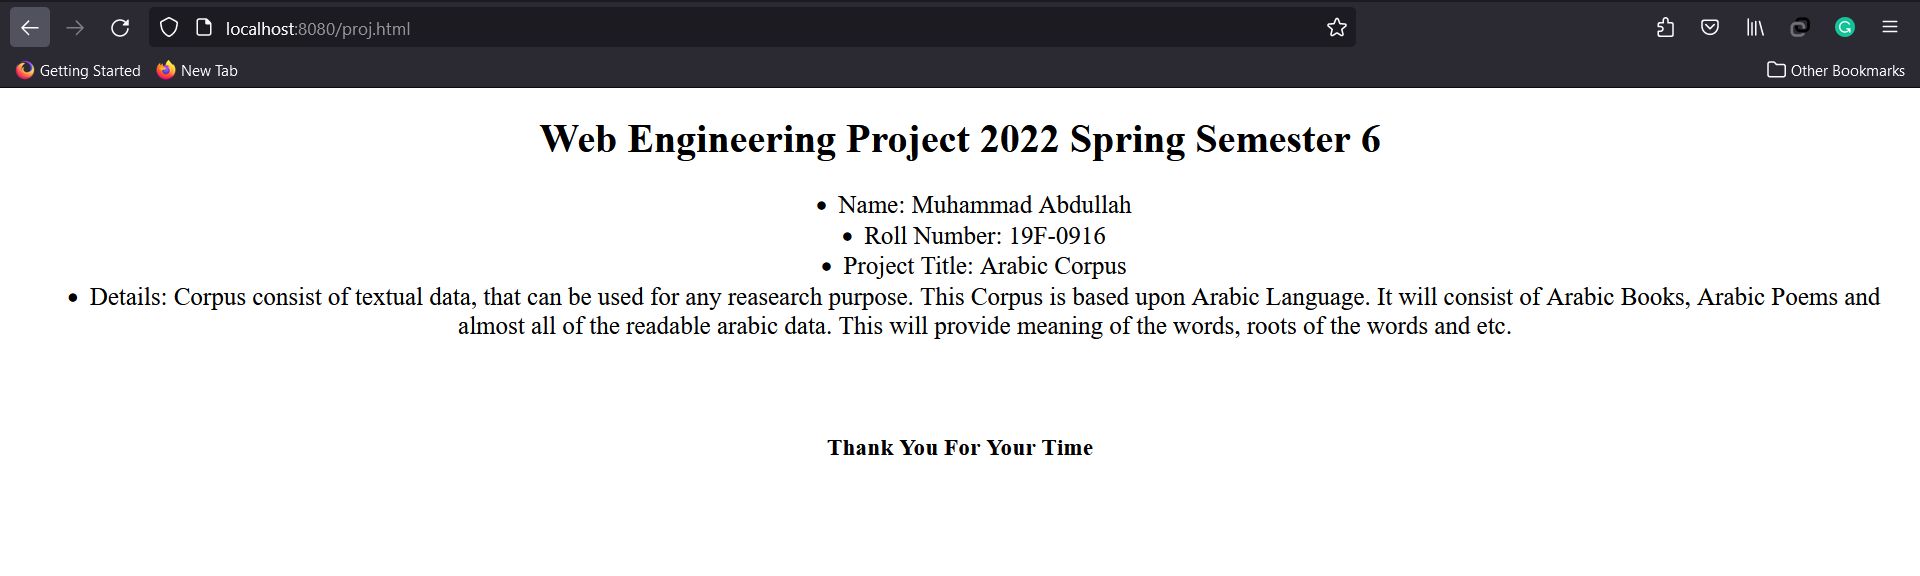 localhost:8080/proj.html
Getting Started New Tab Other Bookmarks
Web Engineering Project 2022 Spring Semester 6
• Name: Muhammad Abdullah
• Roll Number: 19F-0916
• Project Title: Arabic Corpus
• Details: Corpus consist of textual data, that can be used for any reasearch purpose. This Corpus is based upon Arabic Language. It will consist of Arabic Books, Arabic Poems and
almost all of the readable arabic data. This will provide meaning of the words, roots of the words and etc.
Thank You For Your Time